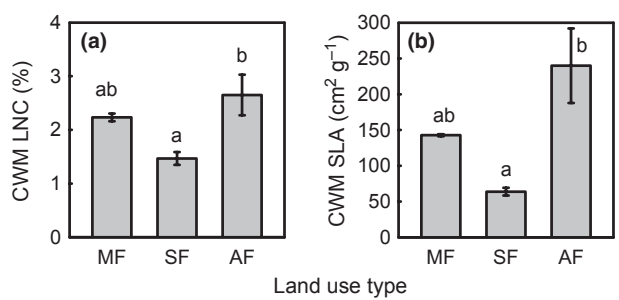 (a)
CWM LNC (%)
4
3
2
1
0
ab
a
b
MF SF AF
(b)
CWM SLA (cm² g⁻¹)
300
250
200
150
100
50
0
ab
a
b
MF SF AF
Land use type